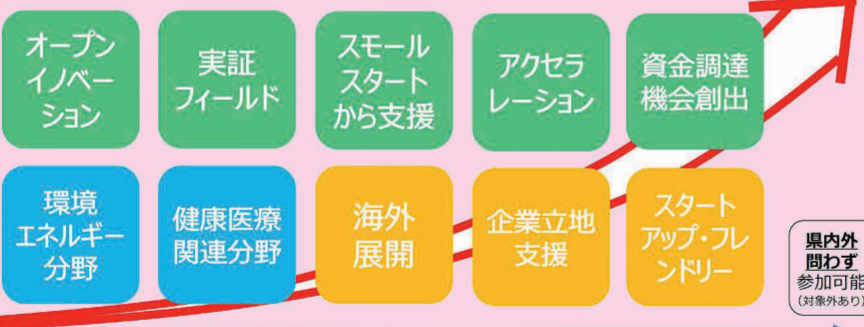 オープン
イノベー
ション
実証
フィールド
スモール
スタート
から支援
アクセラ
レーション
資金調達
機会創出
環境
エネルギー
分野
健康医療
関連分野
海外
展開
企業立地
支援
スタート
アップ・フレ
ンドリー
県内外
問わず
参加可能
(対象外あり)